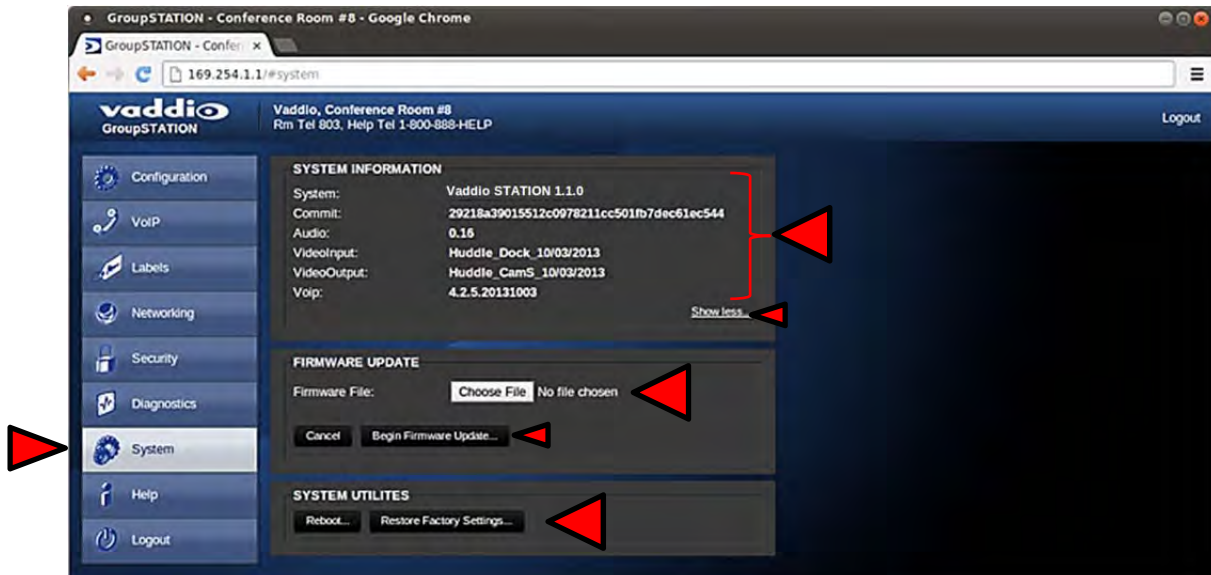 GroupSTATION - Conference Room #8 - Google Chrome
GroupSTATION - Confer
169.254.1.1/#system
vaddio
GroupSTATION
Vaddio, Conference Room #8
Rm Tel 803, Help Tel 1-800-888-HELP
Logout
Configuration
VoIP
Labels
Networking
Security
Diagnostics
System
Help
Logout
SYSTEM INFORMATION
System: Vaddio STATION 1.1.0
Commit: 29218a39015512c0978211cc501fb7dec61ec544
Audio: 0.16
VideoInput: Huddle_Dock_10/03/2013
VideoOutput: Huddle_CamS_10/03/2013
Voip: 4.2.5.20131003
Show less...
FIRMWARE UPDATE
Firmware File: Choose File No file chosen
Cancel Begin Firmware Update...
SYSTEM UTILITES
Reboot... Restore Factory Settings...